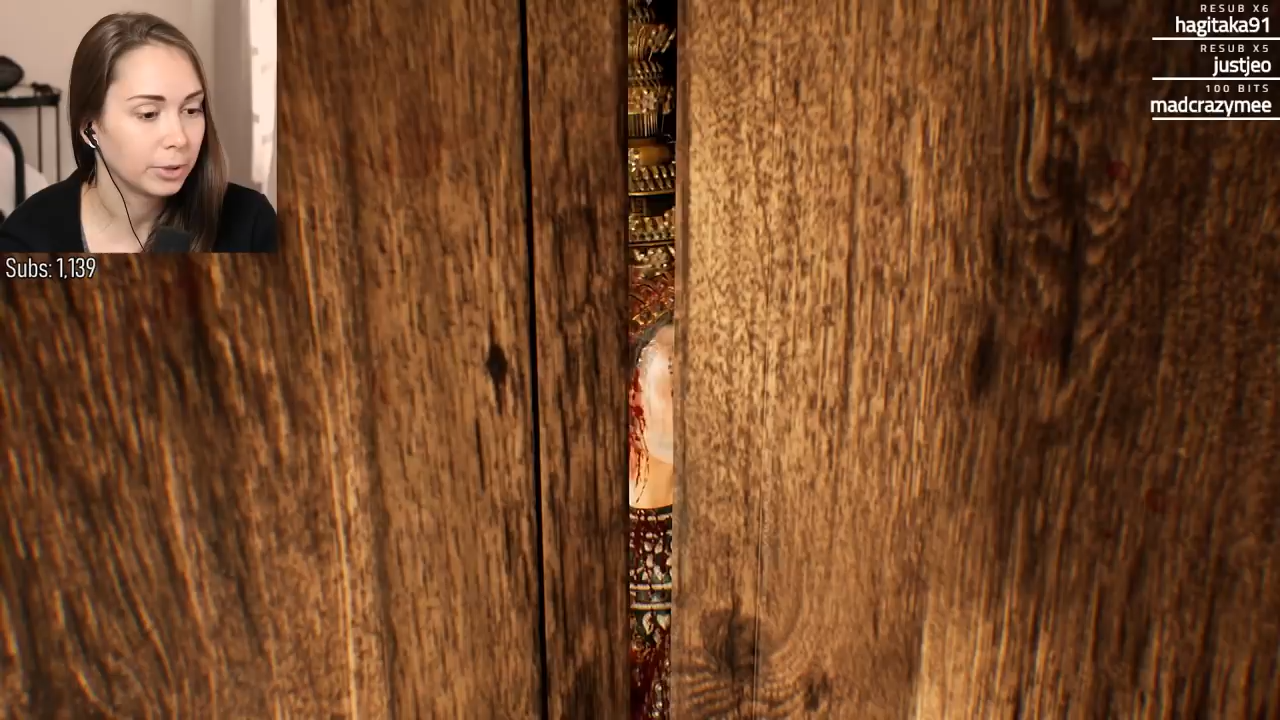 RESUB X6
hagitaka91
RESUB X5
justjeo
100 BITS
madcrazymee
Subs: 1,139